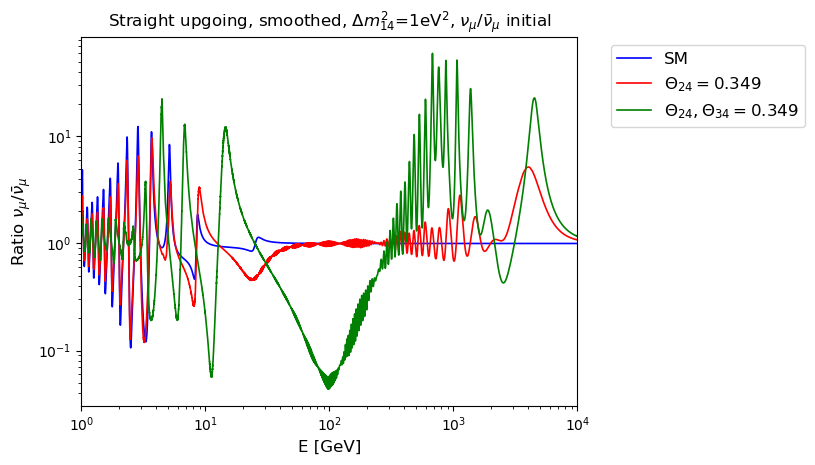 Straight upgoing, smoothed, Δm²₁₄=1eV², ν_μ/ν̄_μ initial
Ratio ν_μ/ν̄_μ
10¹
10⁰
10⁻¹
10⁰ 10¹ 10² 10³ 10⁴
E [GeV]
SM
Θ₂₄ = 0.349
Θ₂₄, Θ₃₄ = 0.349